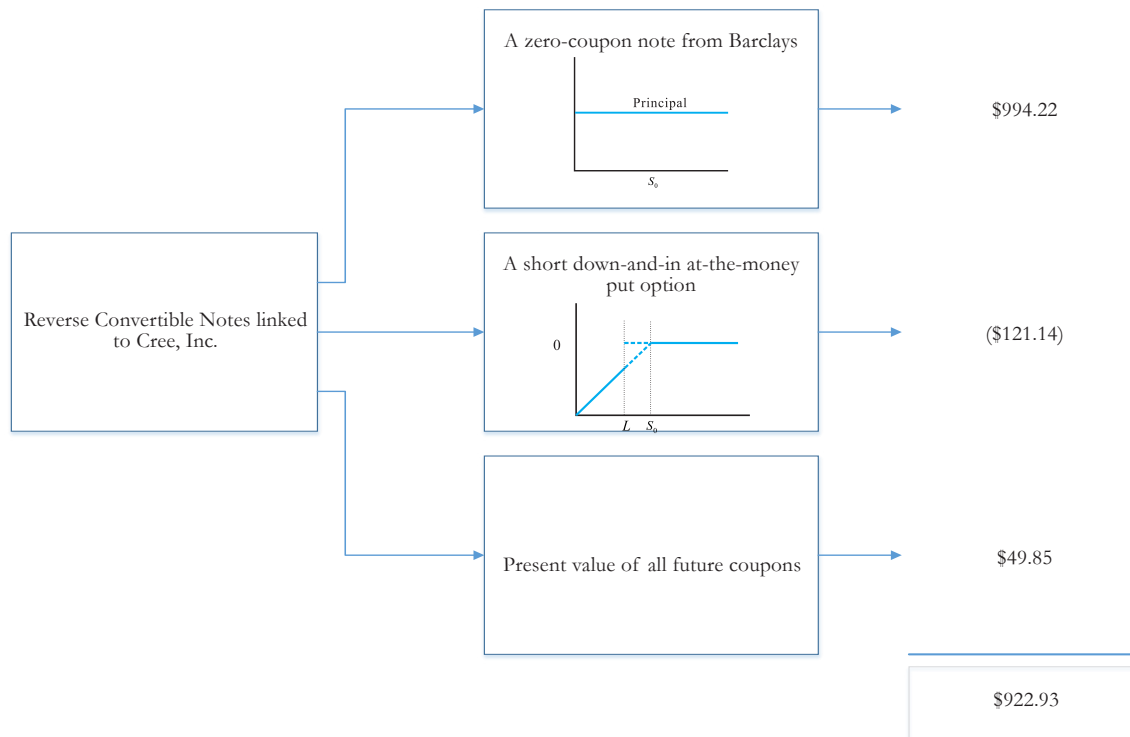 A zero-coupon note from Barclays
Principal
S₀
$994.22
Reverse Convertible Notes linked
to Cree, Inc.
A short down-and-in at-the-money
put option
0
L S₀
($121.14)
Present value of all future coupons
$49.85
$922.93